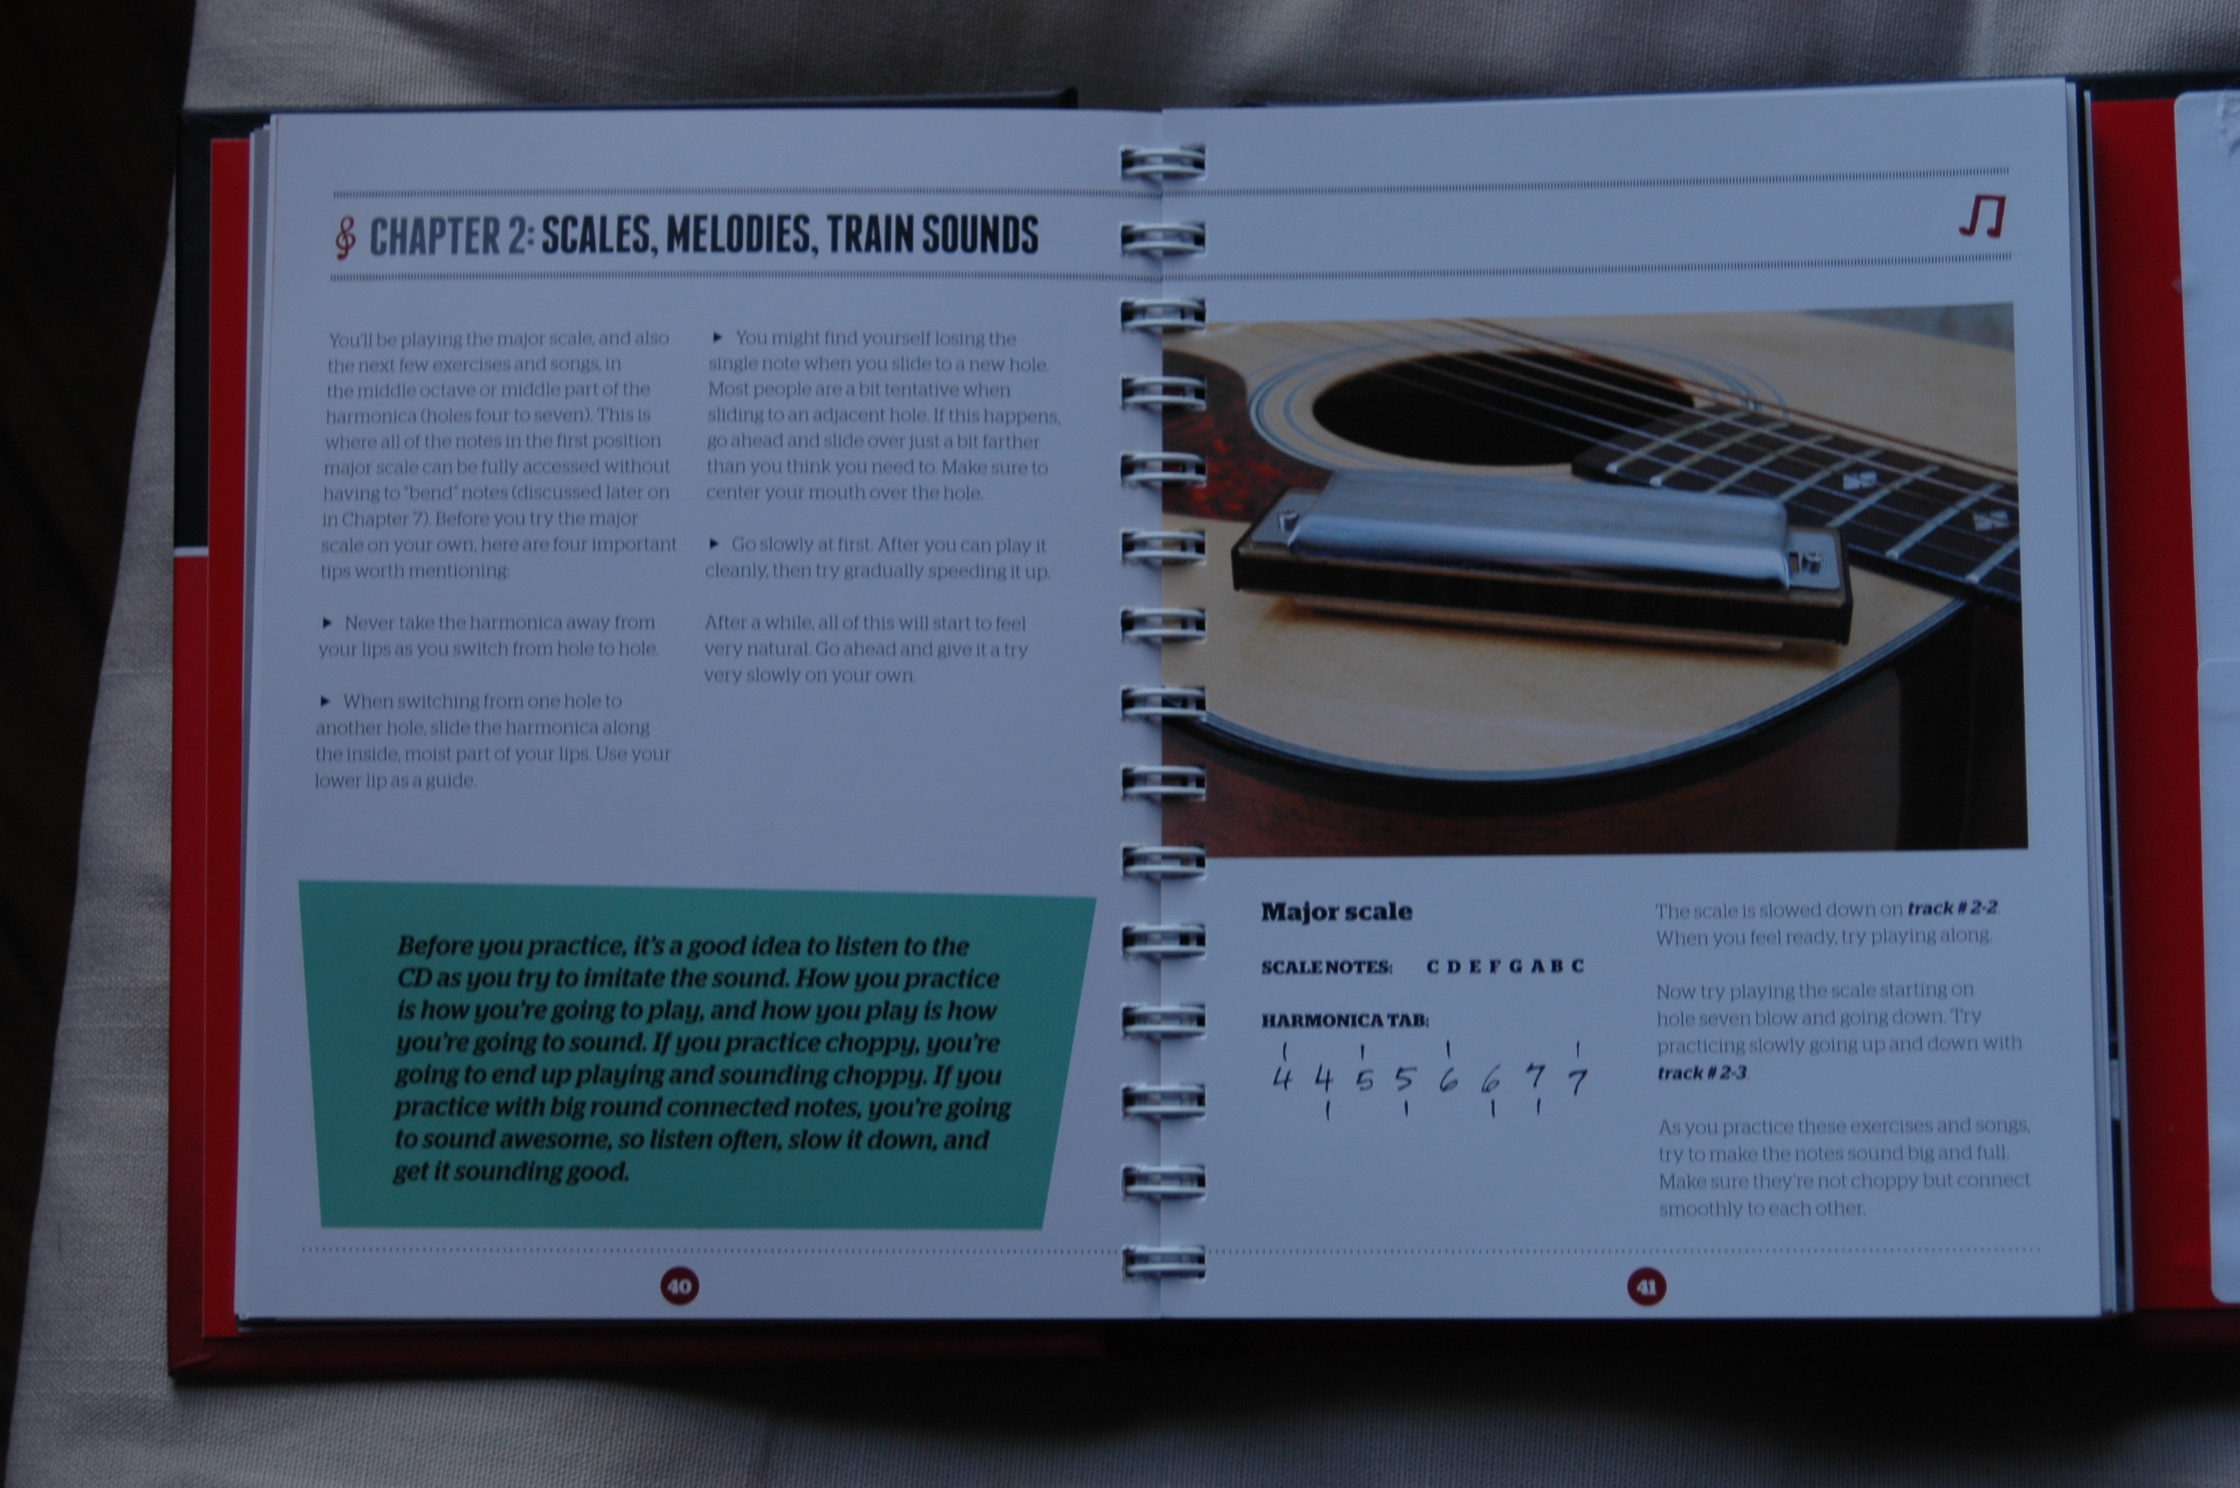 CHAPTER 2: SCALES, MELODIES, TRAIN SOUNDS
You'll be playing the major scale, and also
the next few exercises and songs, in
the middle octave or middle part of the
harmonica (holes four to seven). This is
where all of the notes in the first position
major scale can be fully accessed without
having to "bend" notes (discussed later on
in Chapter 7). Before you try the major
scale on your own, here are four important
tips worth mentioning:
► Never take the harmonica away from
your lips as you switch from hole to hole.
► When switching from one hole to
another hole, slide the harmonica along
the inside, moist part of your lips. Use your
lower lip as a guide.
► You might find yourself losing the
single note when you slide to a new hole.
Most people are a bit tentative when
sliding to an adjacent hole. If this happens,
go ahead and slide over just a bit farther
than you think you need to. Make sure to
center your mouth over the hole.
► Go slowly at first. After you can play it
cleanly, then try gradually speeding it up.
After a while, all of this will start to feel
very natural. Go ahead and give it a try
very slowly on your own.
Before you practice, it's a good idea to listen to the
CD as you try to imitate the sound. How you practice
is how you're going to play, and how you play is how
you're going to sound. If you practice choppy, you're
going to end up playing and sounding choppy. If you
practice with big round connected notes, you're going
to sound awesome, so listen often, slow it down, and
get it sounding good.
40
Major scale
SCALE NOTES: C D E F G A B C
HARMONICA TAB:
4 4 5 5 6 6 7 7
The scale is slowed down on track # 2-2.
When you feel ready, try playing along.
Now try playing the scale starting on
hole seven blow and going down. Try
practicing slowly going up and down with
track # 2-3.
As you practice these exercises and songs,
try to make the notes sound big and full.
Make sure they're not choppy but connect
smoothly to each other.
41